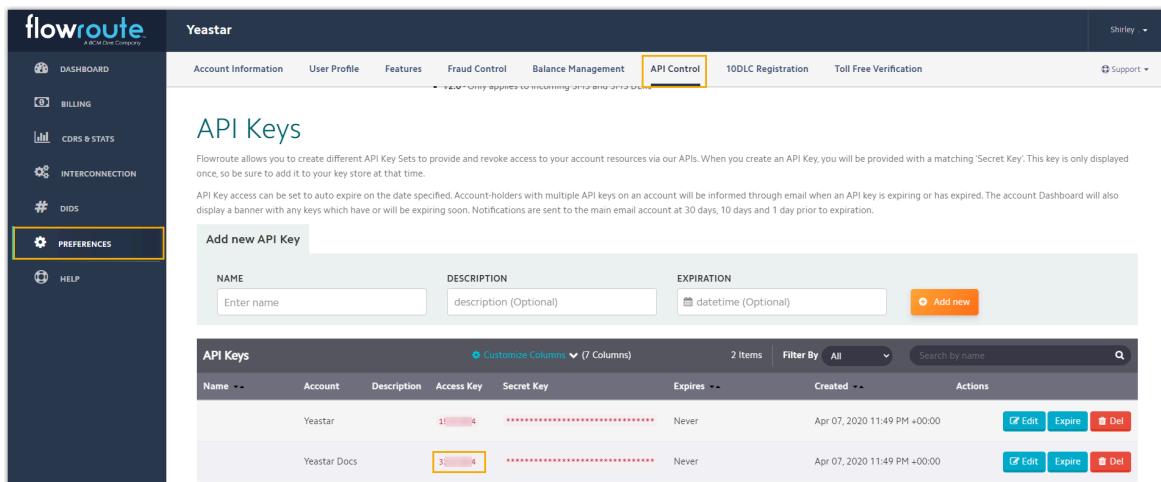 flowroute
A BCM One Company
Yeastar
Shirley
DASHBOARD
BILLING
CDRS & STATS
INTERCONNECTION
DIDS
PREFERENCES
HELP
Account Information User Profile Features Fraud Control Balance Management API Control 10DLC Registration Toll Free Verification Support
API Keys
Flowroute allows you to create different API Key Sets to provide and revoke access to your account resources via our APIs. When you create an API Key, you will be provided with a matching 'Secret Key'. This key is only displayed
once, so be sure to add it to your key store at that time.
API Key access can be set to auto expire on the date specified. Account-holders with multiple API keys on an account will be informed through email when an API key is expiring or has expired. The account Dashboard will also
display a banner with any keys which have or will be expiring soon. Notifications are sent to the main email account at 30 days, 10 days and 1 day prior to expiration.
Add new API Key
NAME DESCRIPTION EXPIRATION
Enter name description (Optional) datetime (Optional) Add new
API Keys Customize Columns (7 Columns) 2 Items Filter By All Search by name
Name Account Description Access Key Secret Key Expires Created Actions
Yeastar 4 ******************************** Never Apr 07, 2020 11:49 PM +00:00 Edit Expire Del
Yeastar Docs 3 4 ******************************** Never Apr 07, 2020 11:49 PM +00:00 Edit Expire Del